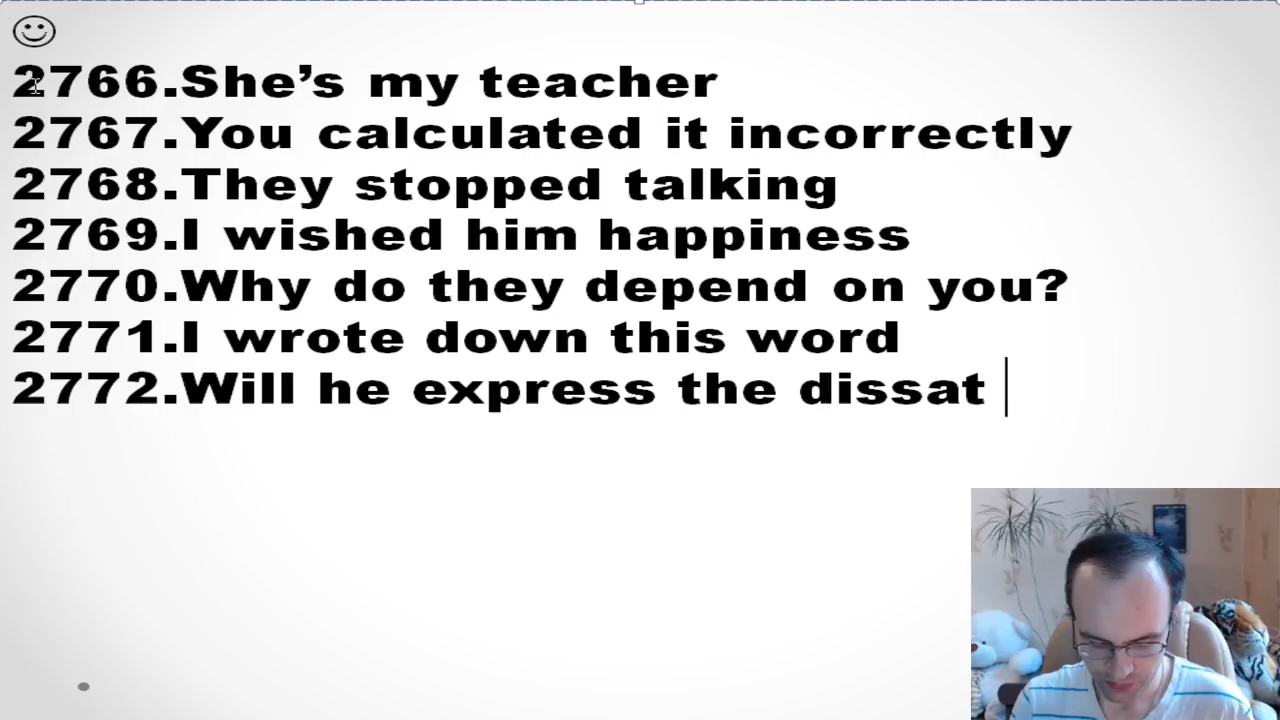 2766.She’s my teacher
2767.You calculated it incorrectly
2768.They stopped talking
2769.I wished him happiness
2770.Why do they depend on you?
2771.I wrote down this word
2772.Will he express the dissat